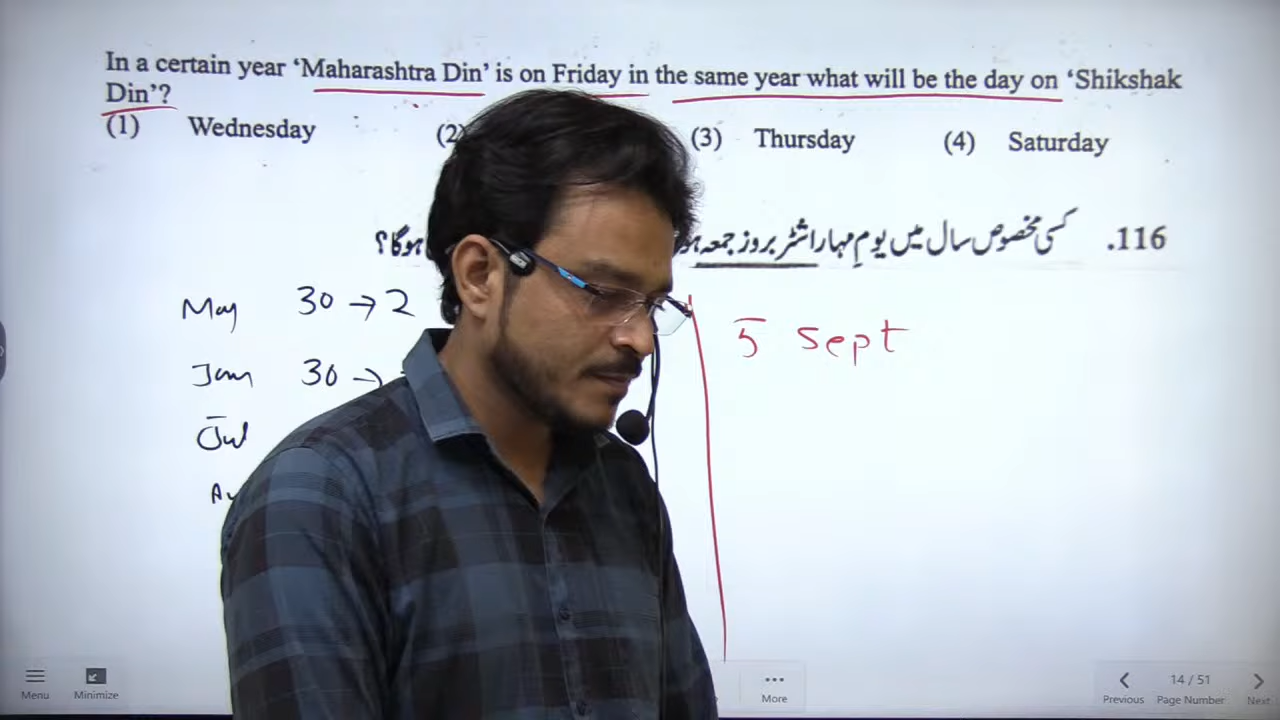 In a certain year ‘Maharashtra Din’ is on Friday in the same year what will be the day on ‘Shikshak
Din’?
(1) Wednesday (2) (3) Thursday (4) Saturday
116. کسی مخصوص سال میں یومِ مہاراشٹر بروز جمعہ ہوگا؟
May 30 → 2
5 Sept
30 →
Jul
Menu
Minimize
More
Previous
14 / 51
Page Number
Next